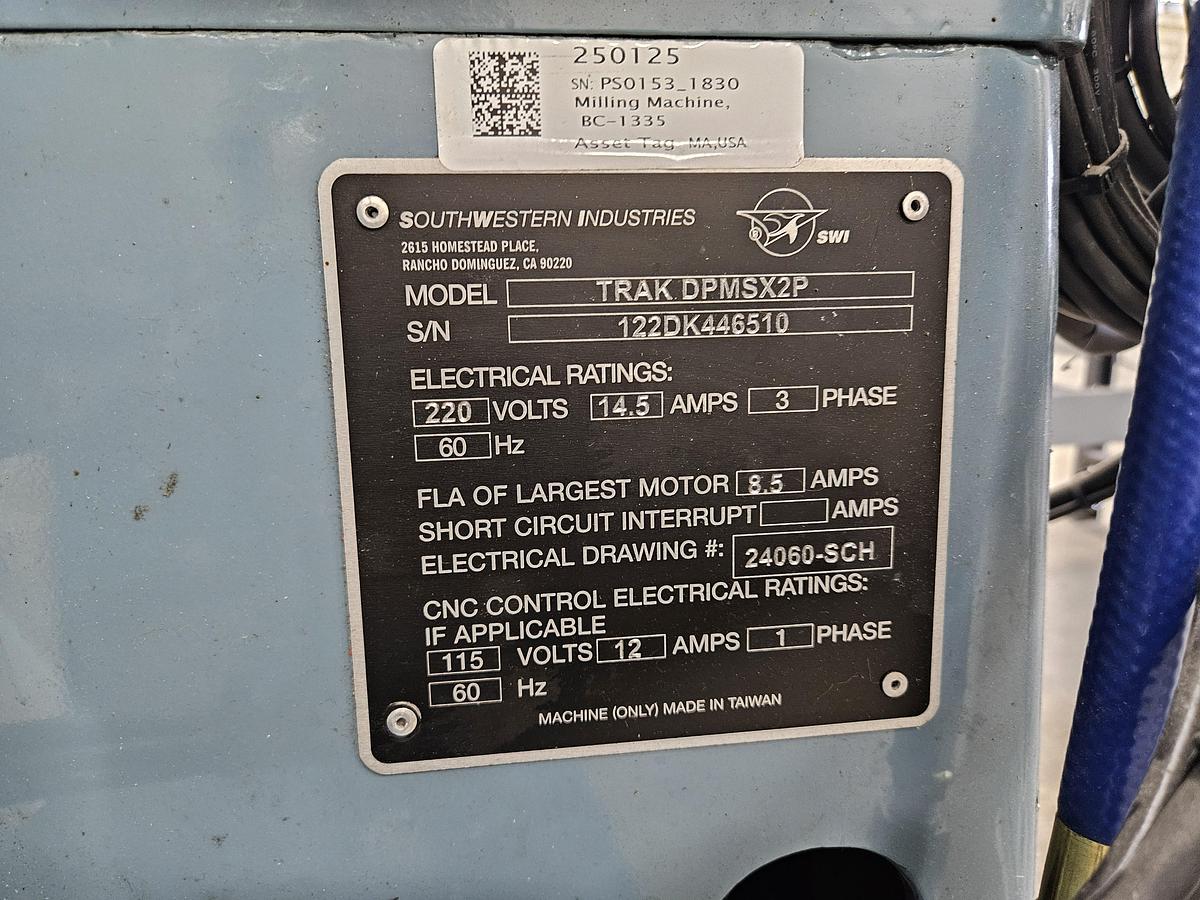 250125
SN: PS0153_1830
Milling Machine,
BC-1335
Asset Tag MA,USA
SOUTHWESTERN INDUSTRIES
2615 HOMESTEAD PLACE,
RANCHO DOMINGUEZ, CA 90220
® SWI
MODEL TRAK DPMSX2P
S/N 122DK446510
ELECTRICAL RATINGS:
220 VOLTS 14.5 AMPS 3 PHASE
60 Hz
FLA OF LARGEST MOTOR 8.5 AMPS
SHORT CIRCUIT INTERRUPT AMPS
ELECTRICAL DRAWING #: 24060-SCH
CNC CONTROL ELECTRICAL RATINGS:
IF APPLICABLE
115 VOLTS 12 AMPS 1 PHASE
60 Hz
MACHINE (ONLY) MADE IN TAIWAN